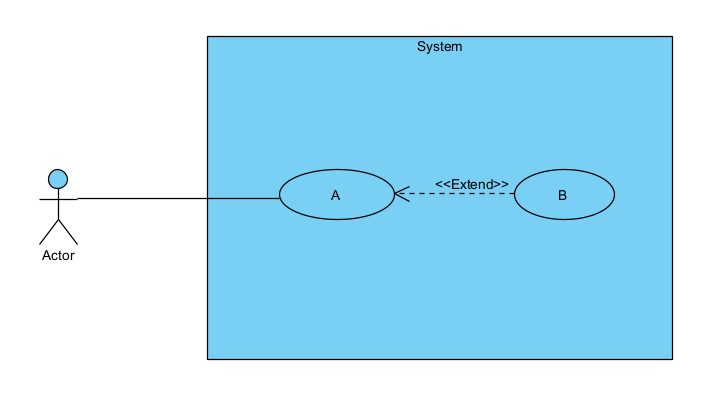 System
<<Extend>>
A
B
Actor